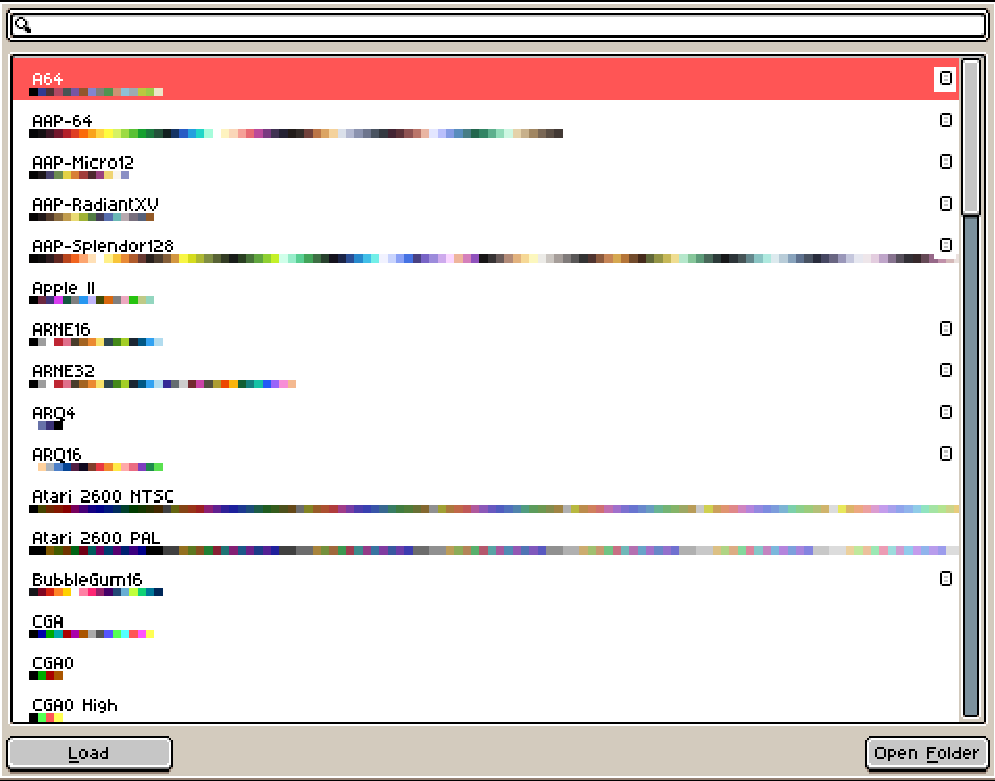 A64
AAP-64
AAP-Micro12
AAP-RadiantXV
AAP-Splendor128
Apple II
ARNE16
ARNE32
ARQ4
ARQ16
Atari 2600 NTSC
Atari 2600 PAL
BubbleGum16
CGA
CGA0
CGA0 High
Load
Open Folder